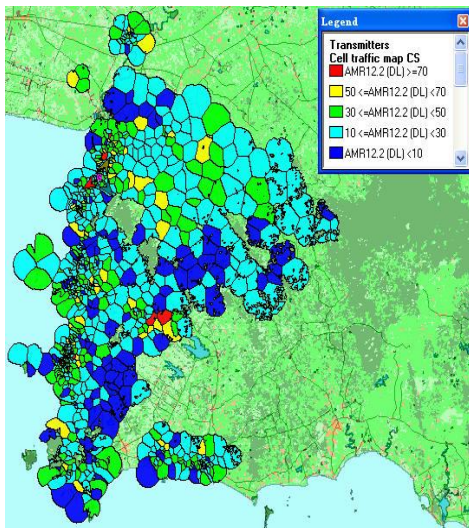 Legend
Transmitters
Cell traffic map CS
AMR12.2 (DL) >=70
50 <=AMR12.2 (DL) <70
30 <=AMR12.2 (DL) <50
10 <=AMR12.2 (DL) <30
AMR12.2 (DL) <10